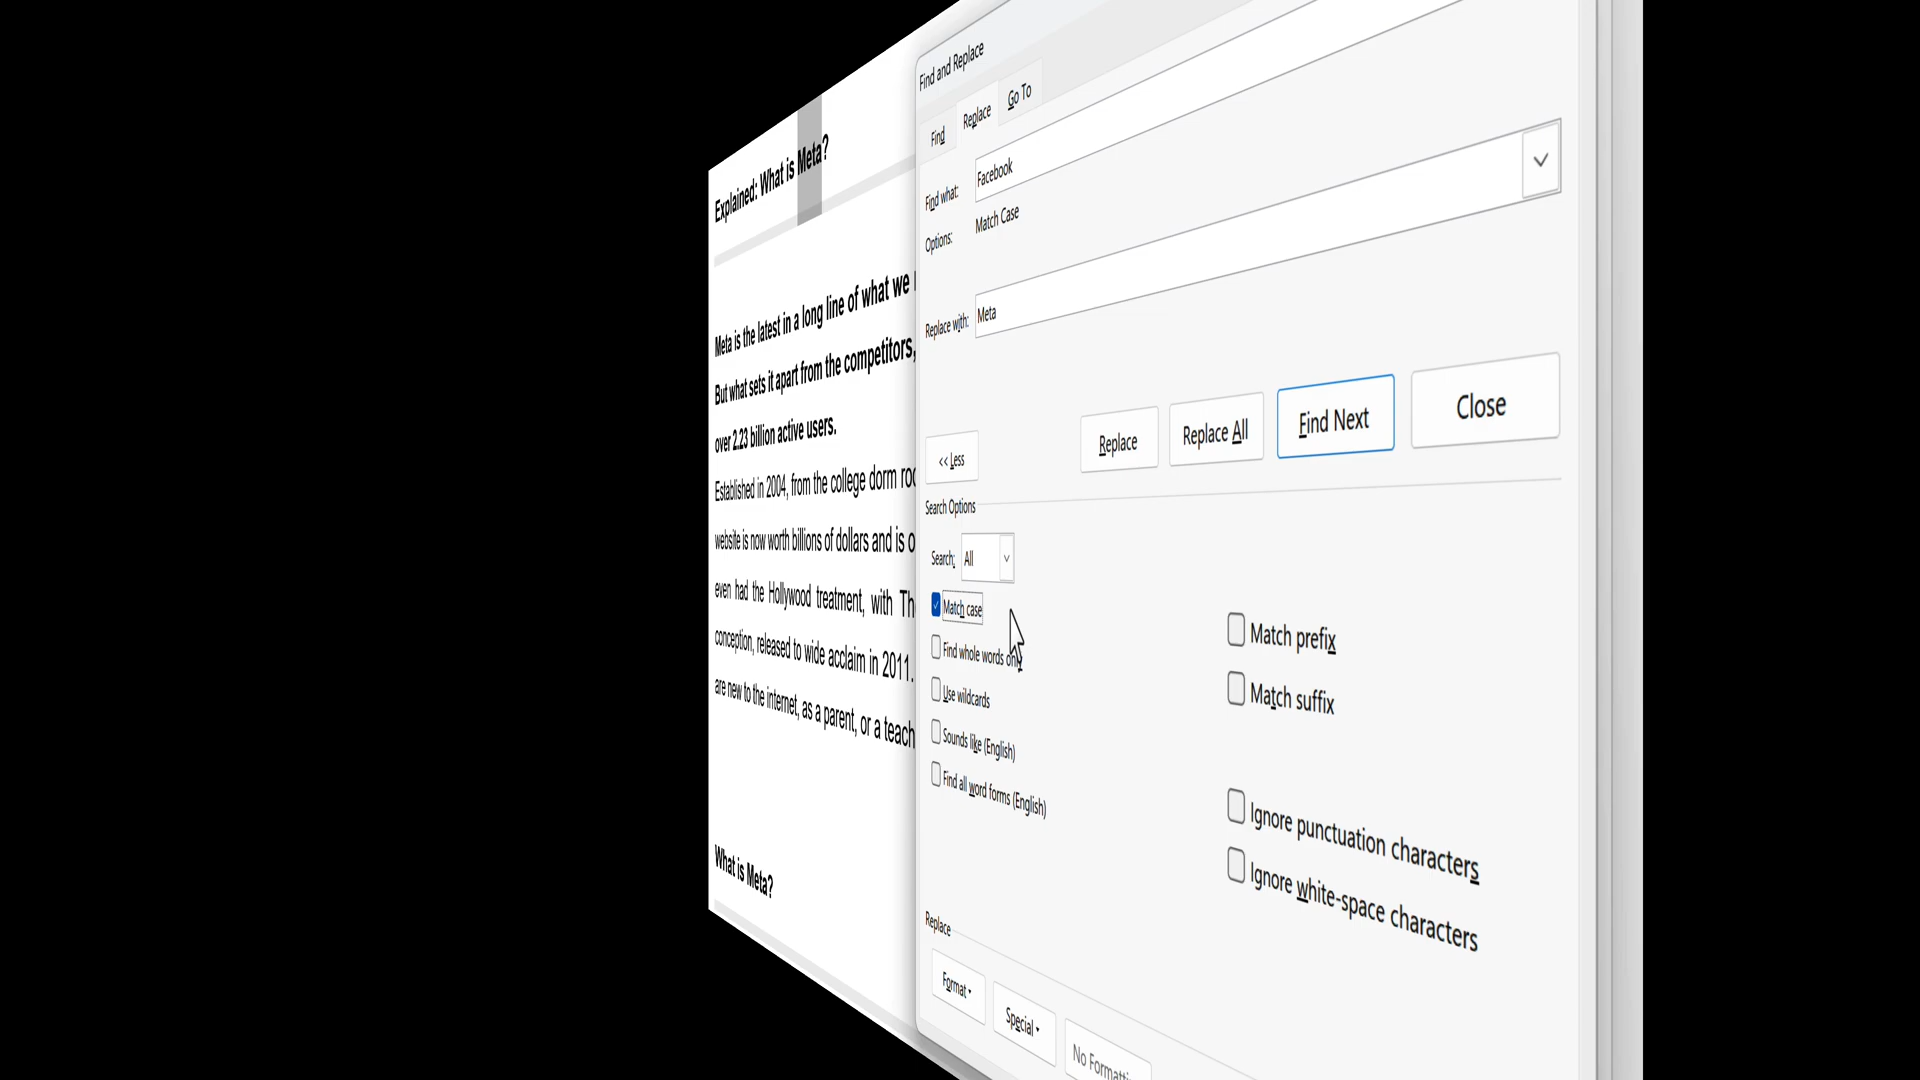 Explained: What is Meta?
Meta is the latest in a long line of what we
But what sets it apart from the competitors,
over 2.23 billion active users.
Established in 2004, from the college dorm
website is now worth billions of dollars and is
even had the Hollywood treatment, with
conception, released to wide acclaim in 2011.
are new to the internet, as a parent, or a
What is Meta?
Find and Replace
Find
Replace
Go To
Find what:
Facebook
Options:
Match Case
Replace with:
Meta
<< Less
Replace
Replace All
Find Next
Close
Search Options
Search:
All
Match case
Find whole words only
Use wildcards
Sounds like (English)
Find all word forms (English)
Match prefix
Match suffix
Ignore punctuation characters
Ignore white-space characters
Replace
Format
Special
No